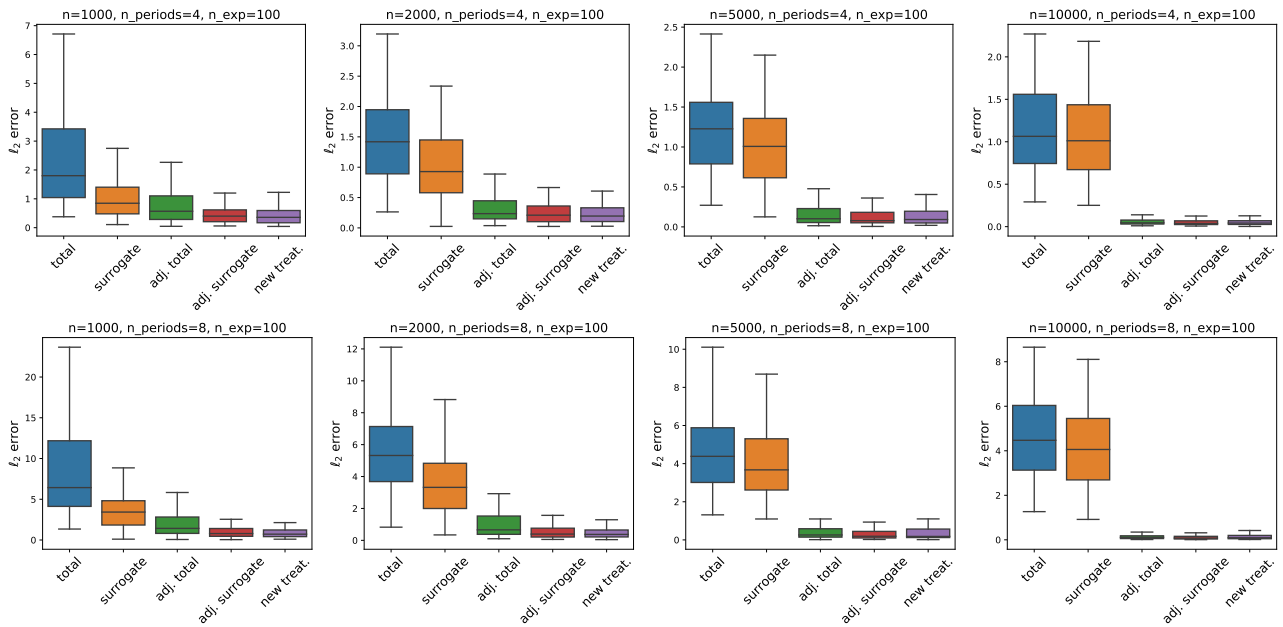 n=1000, n_periods=4, n_exp=100
n=2000, n_periods=4, n_exp=100
n=5000, n_periods=4, n_exp=100
n=10000, n_periods=4, n_exp=100
ℓ2 error
7
6
5
4
3
2
1
0
total
surrogate
adj. total
adj. surrogate
new treat.
ℓ2 error
3.0
2.5
2.0
1.5
1.0
0.5
0.0
total
surrogate
adj. total
adj. surrogate
new treat.
ℓ2 error
2.5
2.0
1.5
1.0
0.5
0.0
total
surrogate
adj. total
adj. surrogate
new treat.
ℓ2 error
2.0
1.5
1.0
0.5
0.0
total
surrogate
adj. total
adj. surrogate
new treat.
n=1000, n_periods=8, n_exp=100
n=2000, n_periods=8, n_exp=100
n=5000, n_periods=8, n_exp=100
n=10000, n_periods=8, n_exp=100
ℓ2 error
20
15
10
5
0
total
surrogate
adj. total
adj. surrogate
new treat.
ℓ2 error
12
10
8
6
4
2
0
total
surrogate
adj. total
adj. surrogate
new treat.
ℓ2 error
10
8
6
4
2
0
total
surrogate
adj. total
adj. surrogate
new treat.
ℓ2 error
8
6
4
2
0
total
surrogate
adj. total
adj. surrogate
new treat.